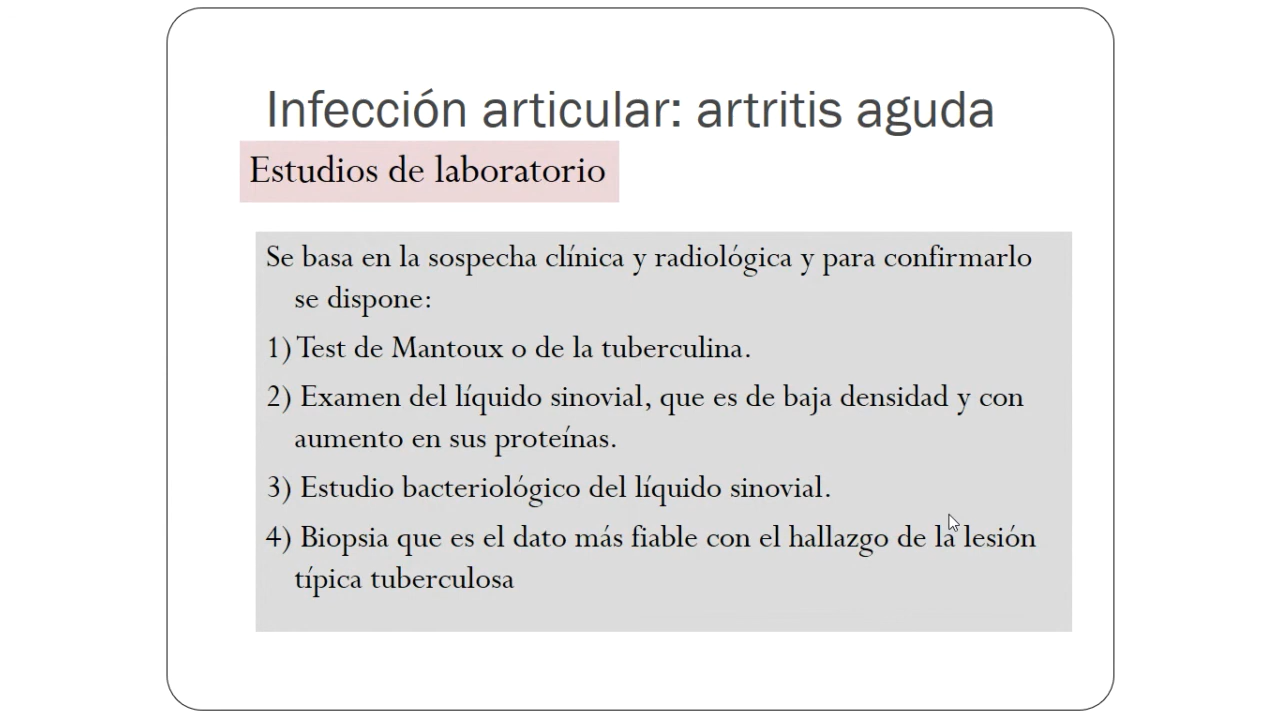 Infección articular: artritis aguda
Estudios de laboratorio
Se basa en la sospecha clínica y radiológica y para confirmarlo
se dispone:
1) Test de Mantoux o de la tuberculina.
2) Examen del líquido sinovial, que es de baja densidad y con
aumento en sus proteínas.
3) Estudio bacteriológico del líquido sinovial.
4) Biopsia que es el dato más fiable con el hallazgo de la lesión
típica tuberculosa